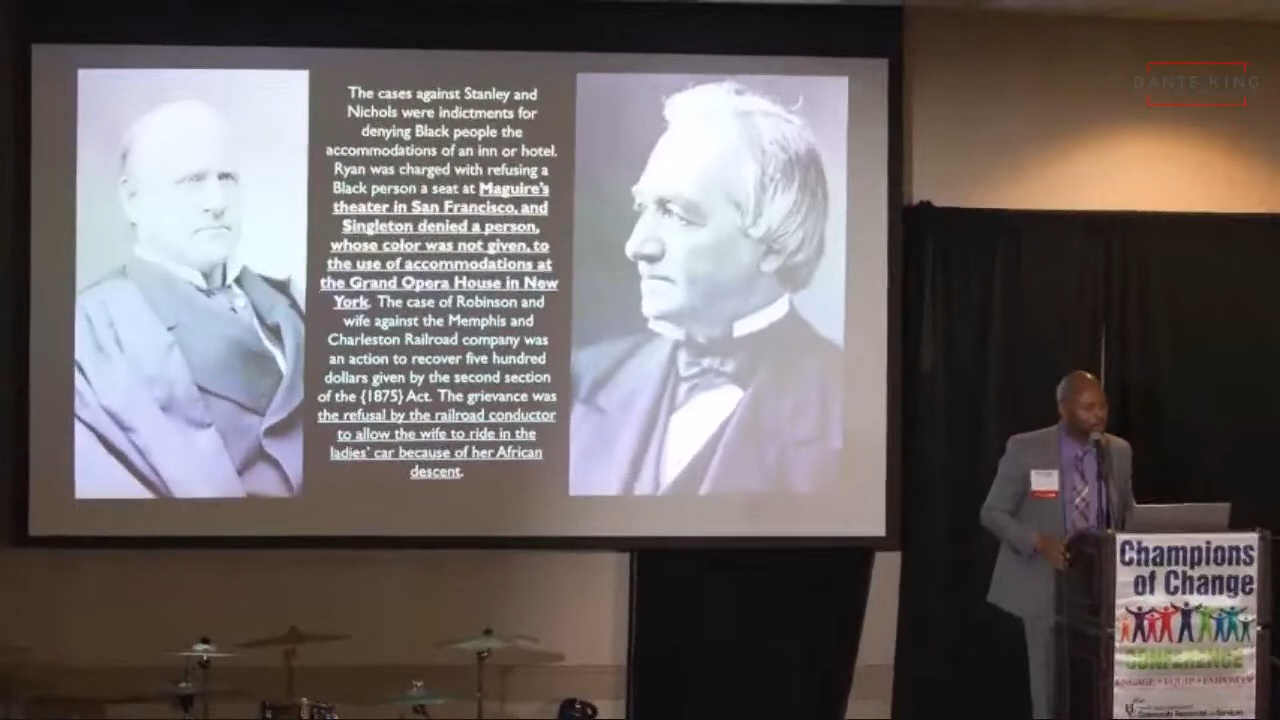 The cases against Stanley and
Nichols were indictments for
denying Black people the
accommodations of an inn or hotel.
Ryan was charged with refusing a
Black person a seat at Maguire's
theater in San Francisco, and
Singleton denied a person,
whose color was not given, to
the use of accommodations at
the Grand Opera House in New
York. The case of Robinson and
wife against the Memphis and
Charleston Railroad company was
an action to recover five hundred
dollars given by the second section
of the {1875} Act. The grievance was
the refusal by the railroad conductor
to allow the wife to ride in the
ladies' car because of her African
descent.
DANTE KING
Champions
of Change
CONFERENCE
ENGAGE • EQUIP • EMPOWER